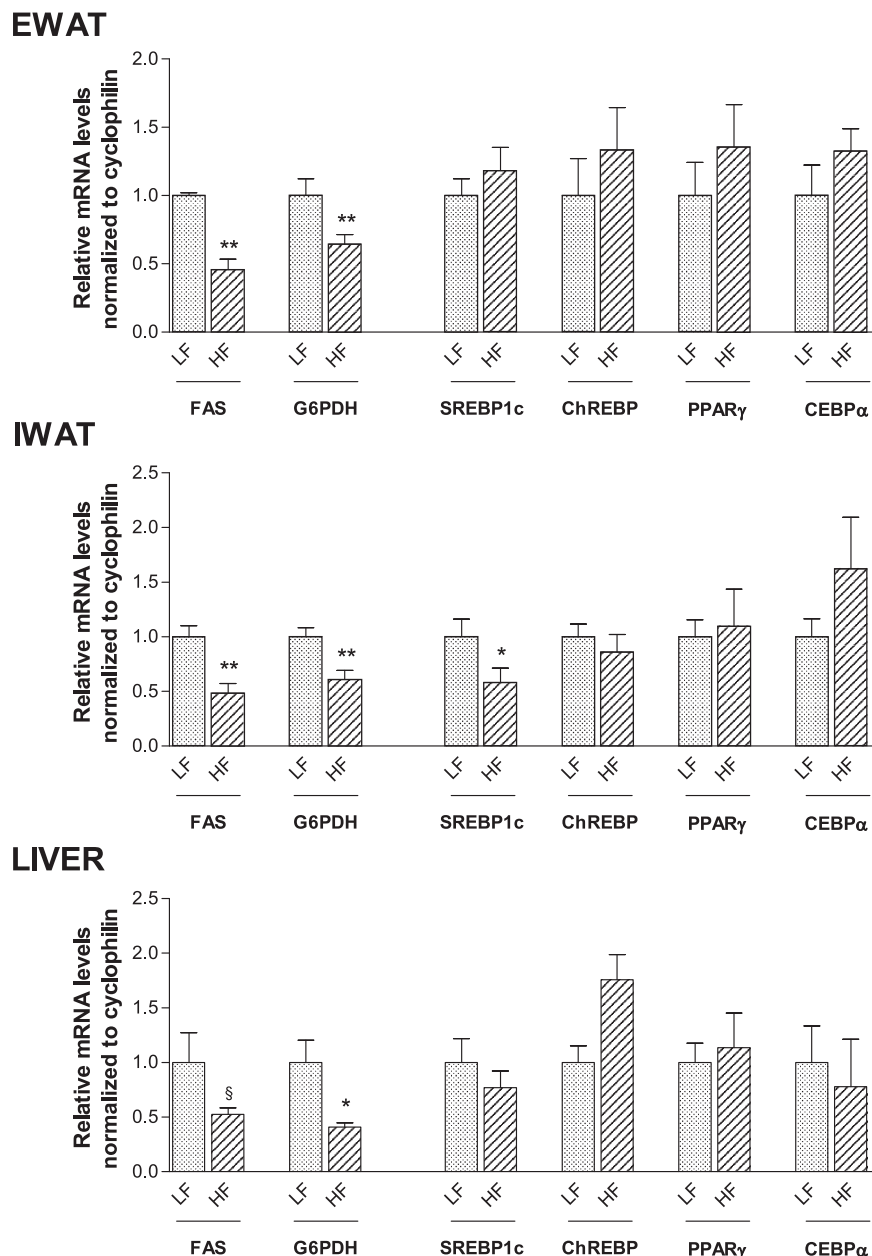 EWAT
Relative mRNA levels
normalized to cyclophilin
2.0
1.5
1.0
0.5
0.0
** **
LF HF LF HF LF HF LF HF LF HF LF HF
FAS G6PDH SREBP1c ChREBP PPARγ CEBPα
IWAT
Relative mRNA levels
normalized to cyclophilin
2.5
2.0
1.5
1.0
0.5
0.0
** ** *
LF HF LF HF LF HF LF HF LF HF LF HF
FAS G6PDH SREBP1c ChREBP PPARγ CEBPα
LIVER
Relative mRNA levels
normalized to cyclophilin
2.5
2.0
1.5
1.0
0.5
0.0
§ *
LF HF LF HF LF HF LF HF LF HF LF HF
FAS G6PDH SREBP1c ChREBP PPARγ CEBPα